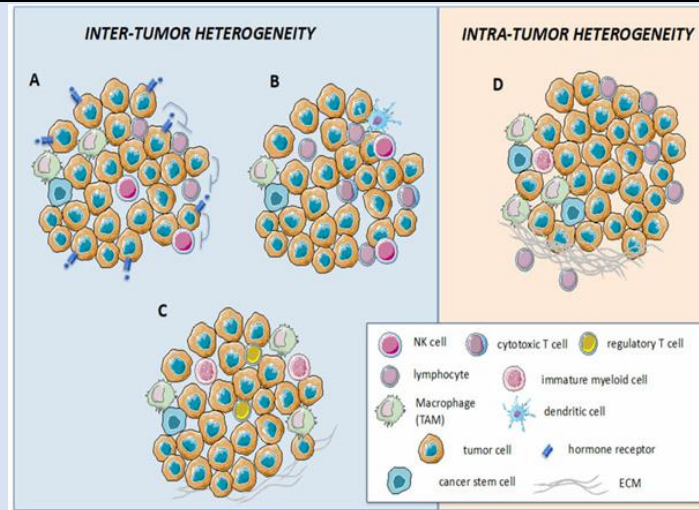 INTER-TUMOR HETEROGENEITY
INTRA-TUMOR HETEROGENEITY
A
B
D
C
NK cell
cytotoxic T cell
regulatory T cell
lymphocyte
immature myeloid cell
Macrophage
(TAM)
dendritic cell
tumor cell
hormone receptor
cancer stem cell
ECM